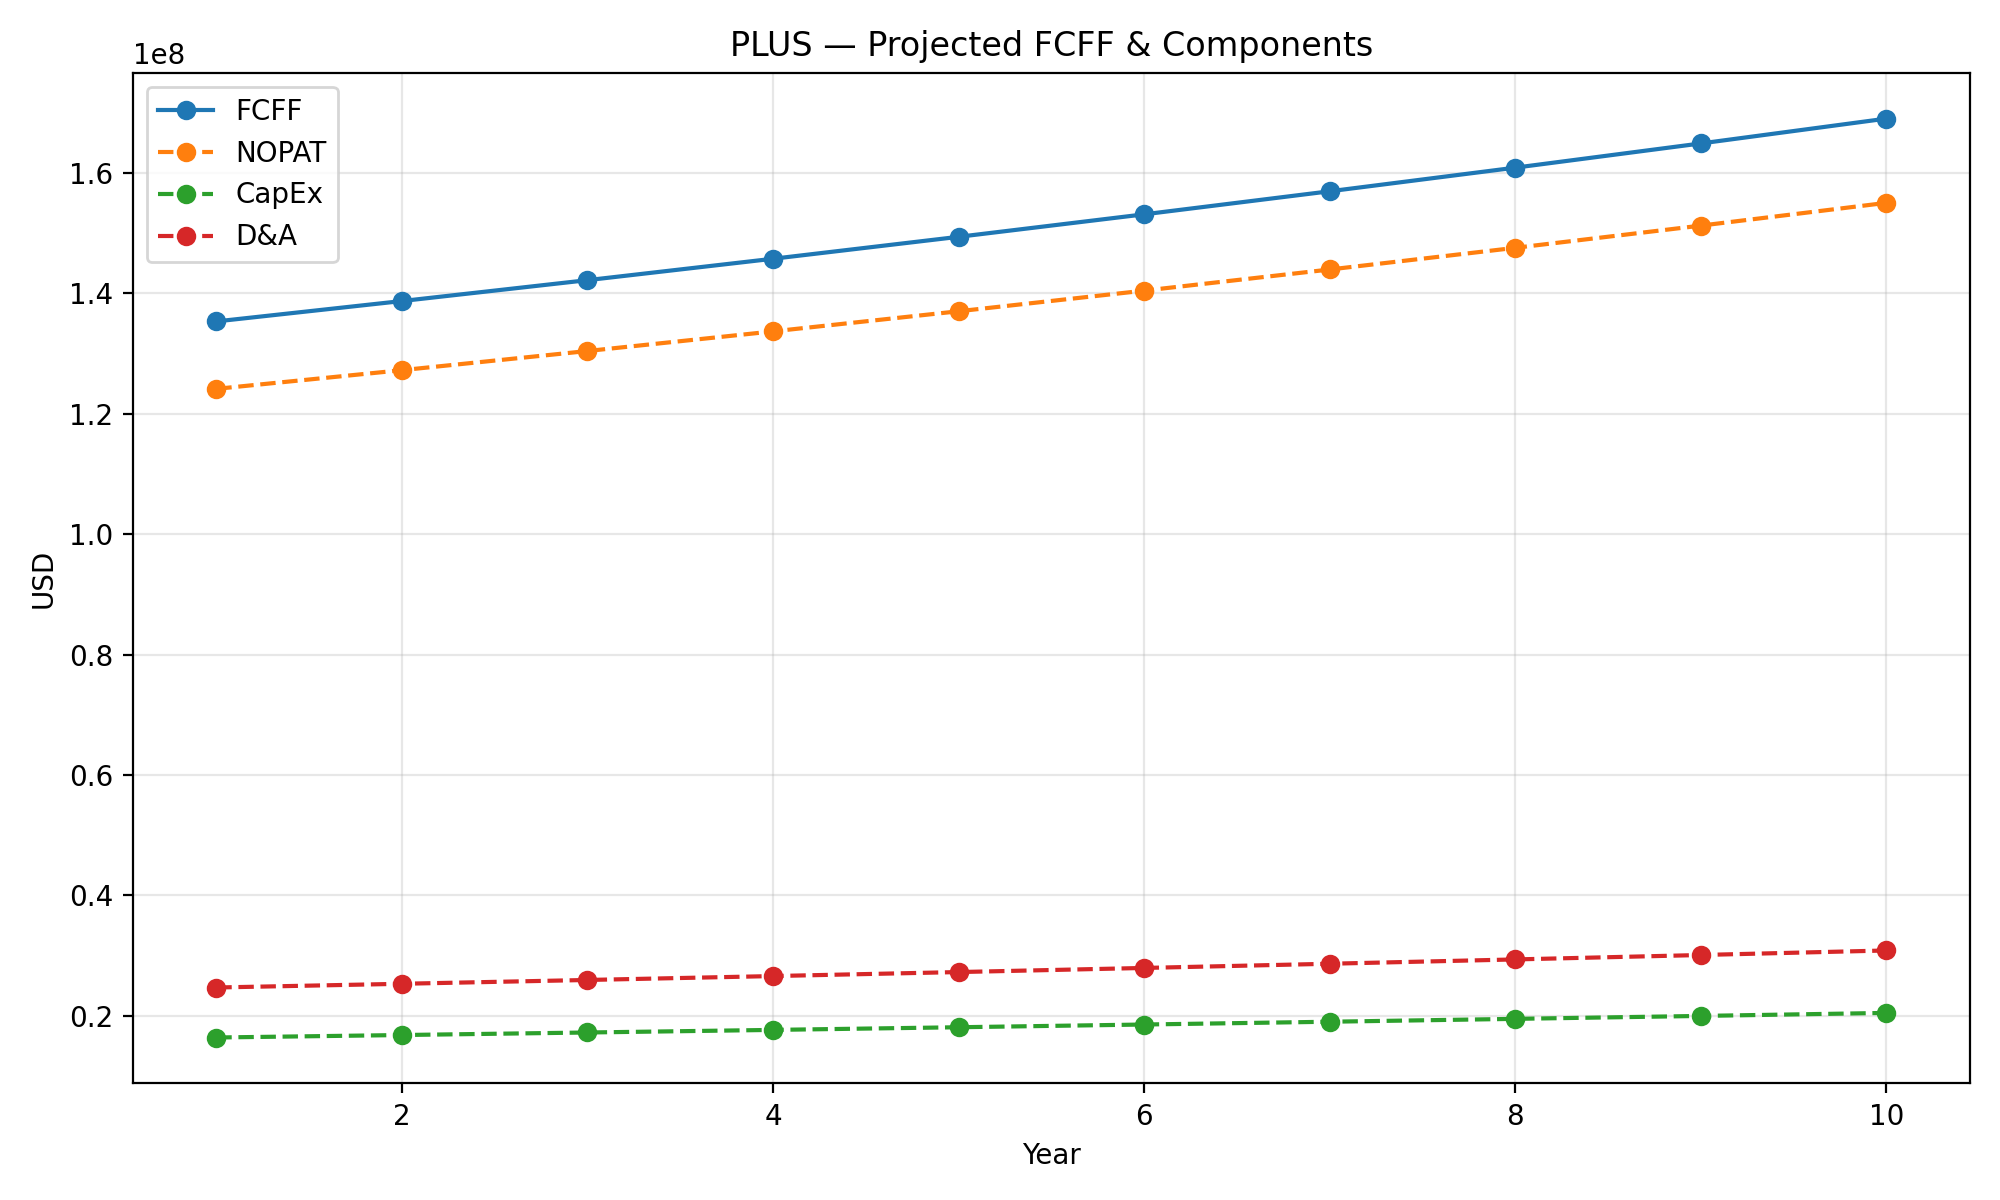 PLUS — Projected FCFF & Components
1e8
FCFF
NOPAT
CapEx
D&A
1.6
1.4
1.2
1.0
0.8
0.6
0.4
0.2
USD
2 4 6 8 10
Year